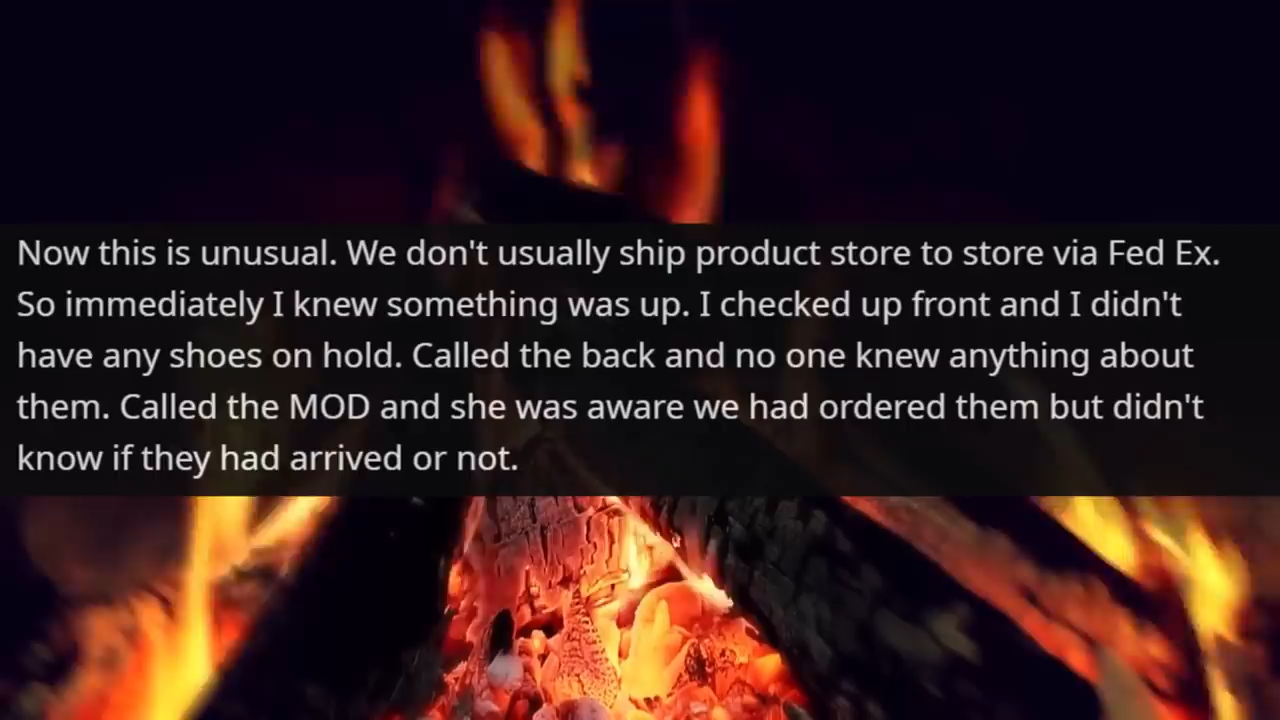 Now this is unusual. We don't usually ship product store to store via Fed Ex.
So immediately I knew something was up. I checked up front and I didn't
have any shoes on hold. Called the back and no one knew anything about
them. Called the MOD and she was aware we had ordered them but didn't
know if they had arrived or not.